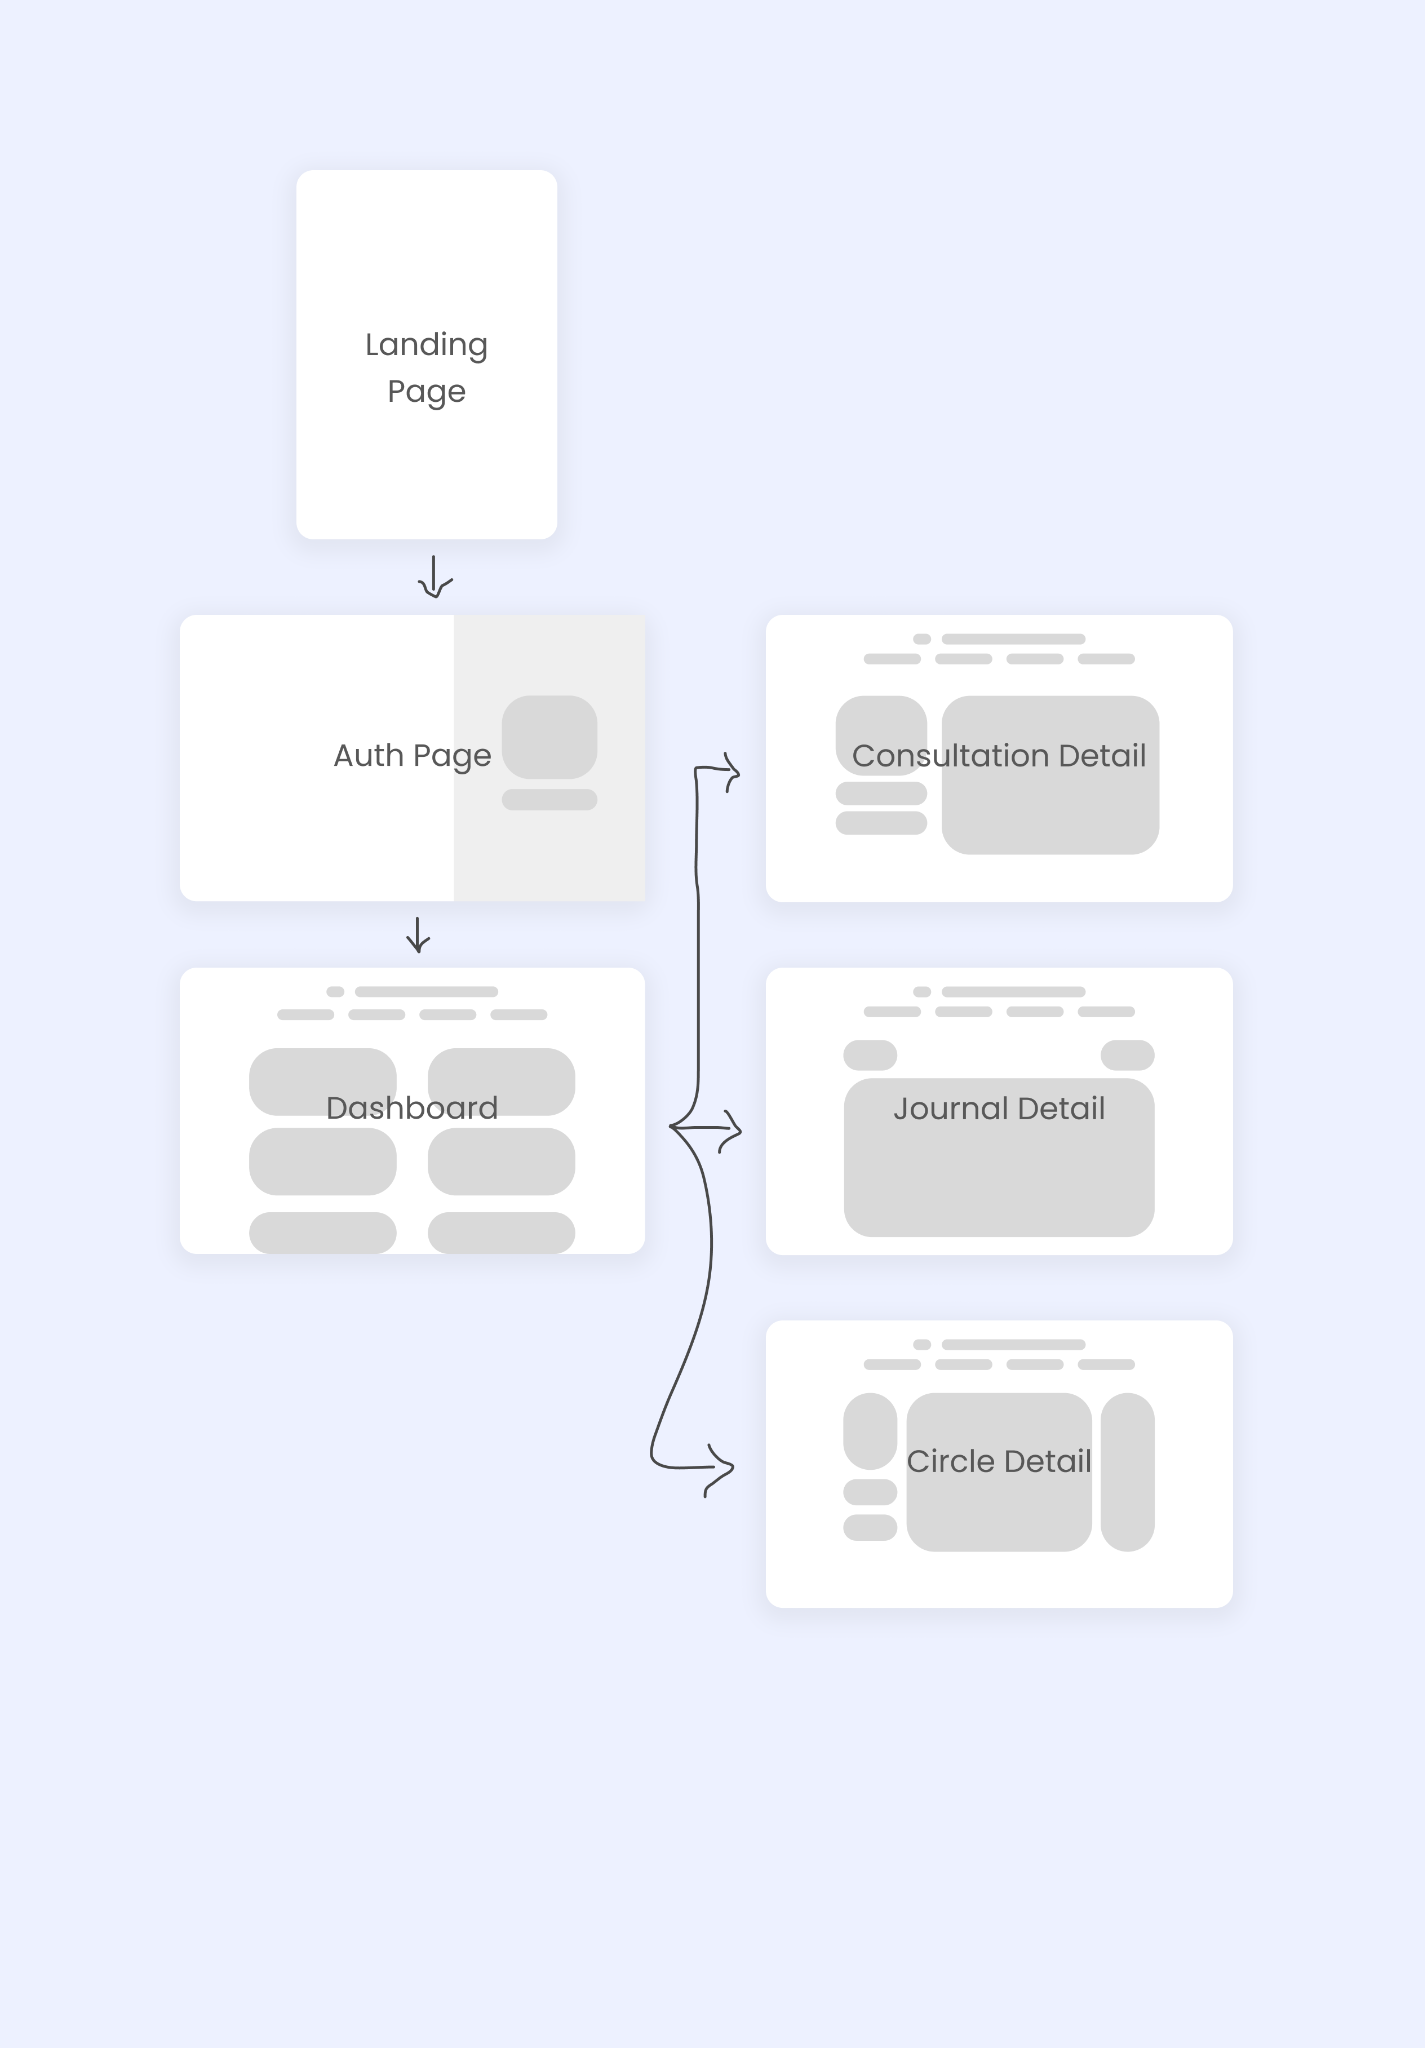 Landing
Page
Auth Page
Consultation Detail
Dashboard
Journal Detail
Circle Detail